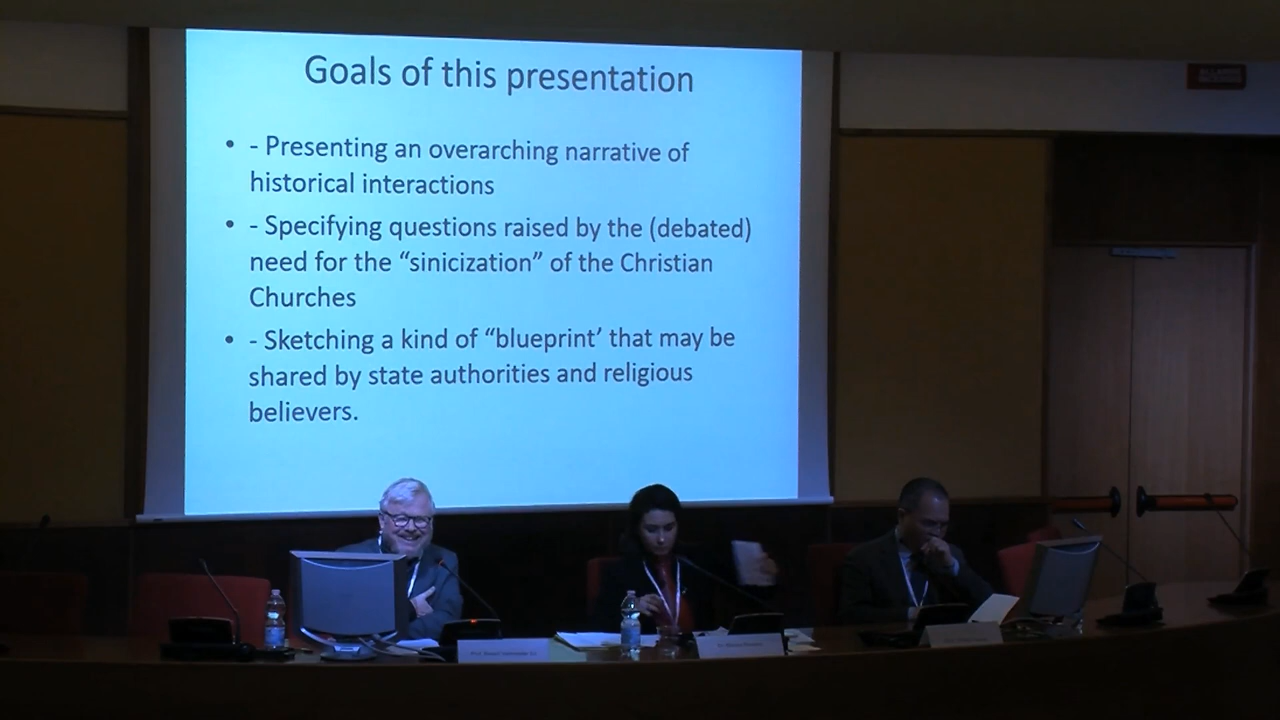 Goals of this presentation
• - Presenting an overarching narrative of
historical interactions
• - Specifying questions raised by the (debated)
need for the “sinicization” of the Christian
Churches
• - Sketching a kind of “blueprint’ that may be
shared by state authorities and religious
believers.